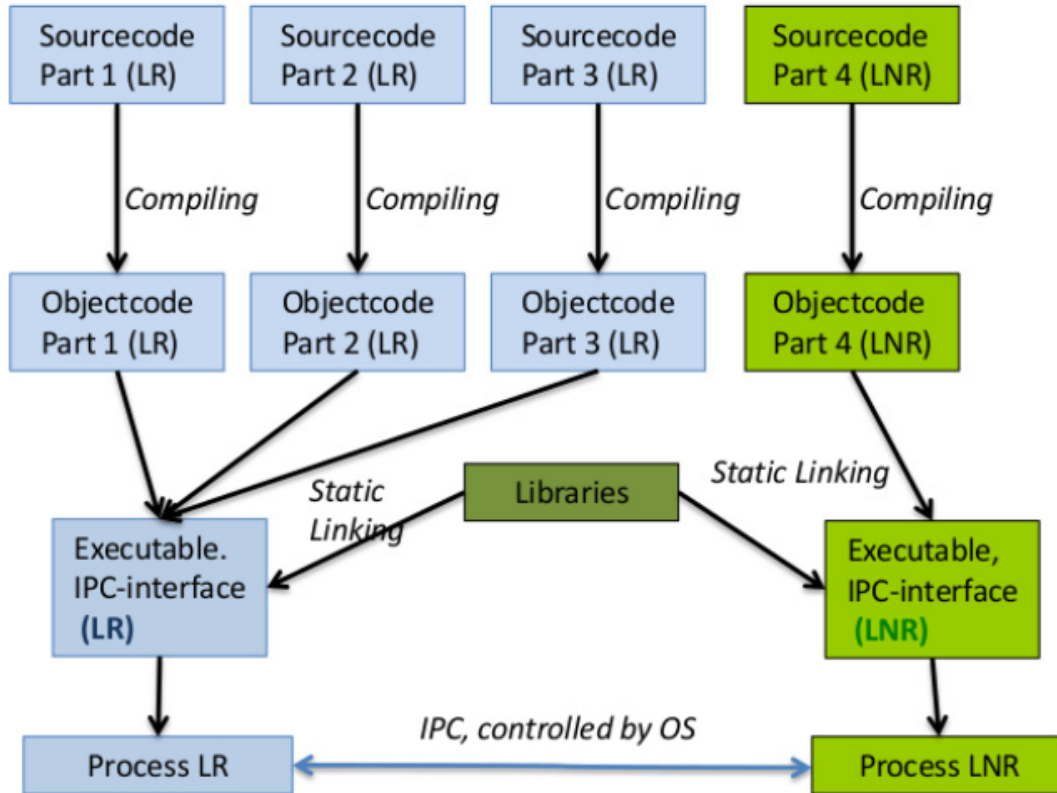 Sourcecode
Part 1 (LR)
Sourcecode
Part 2 (LR)
Sourcecode
Part 3 (LR)
Sourcecode
Part 4 (LNR)
Compiling
Compiling
Compiling
Compiling
Objectcode
Part 1 (LR)
Objectcode
Part 2 (LR)
Objectcode
Part 3 (LR)
Objectcode
Part 4 (LNR)
Static
Linking
Libraries
Static Linking
Executable.
IPC-interface
(LR)
Executable,
IPC-interface
(LNR)
IPC, controlled by OS
Process LR
Process LNR